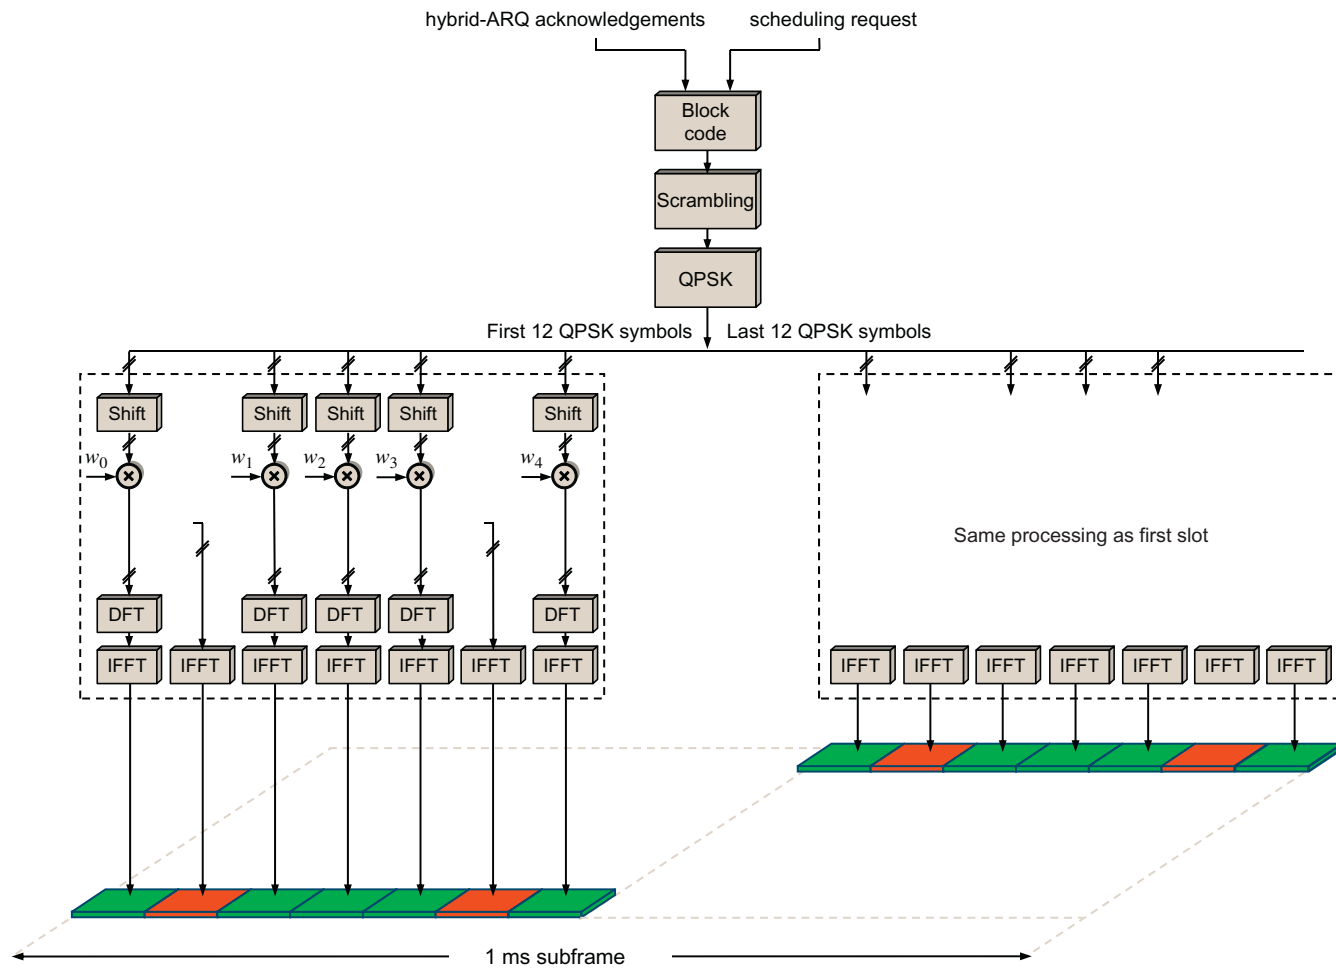 hybrid-ARQ acknowledgements
scheduling request
Block
code
Scrambling
QPSK
First 12 QPSK symbols
Last 12 QPSK symbols
Shift Shift Shift Shift Shift
w0 w1 w2 w3 w4
Same processing as first slot
DFT DFT DFT DFT DFT
IFFT IFFT IFFT IFFT IFFT IFFT IFFT
IFFT IFFT IFFT IFFT IFFT IFFT IFFT
1 ms subframe